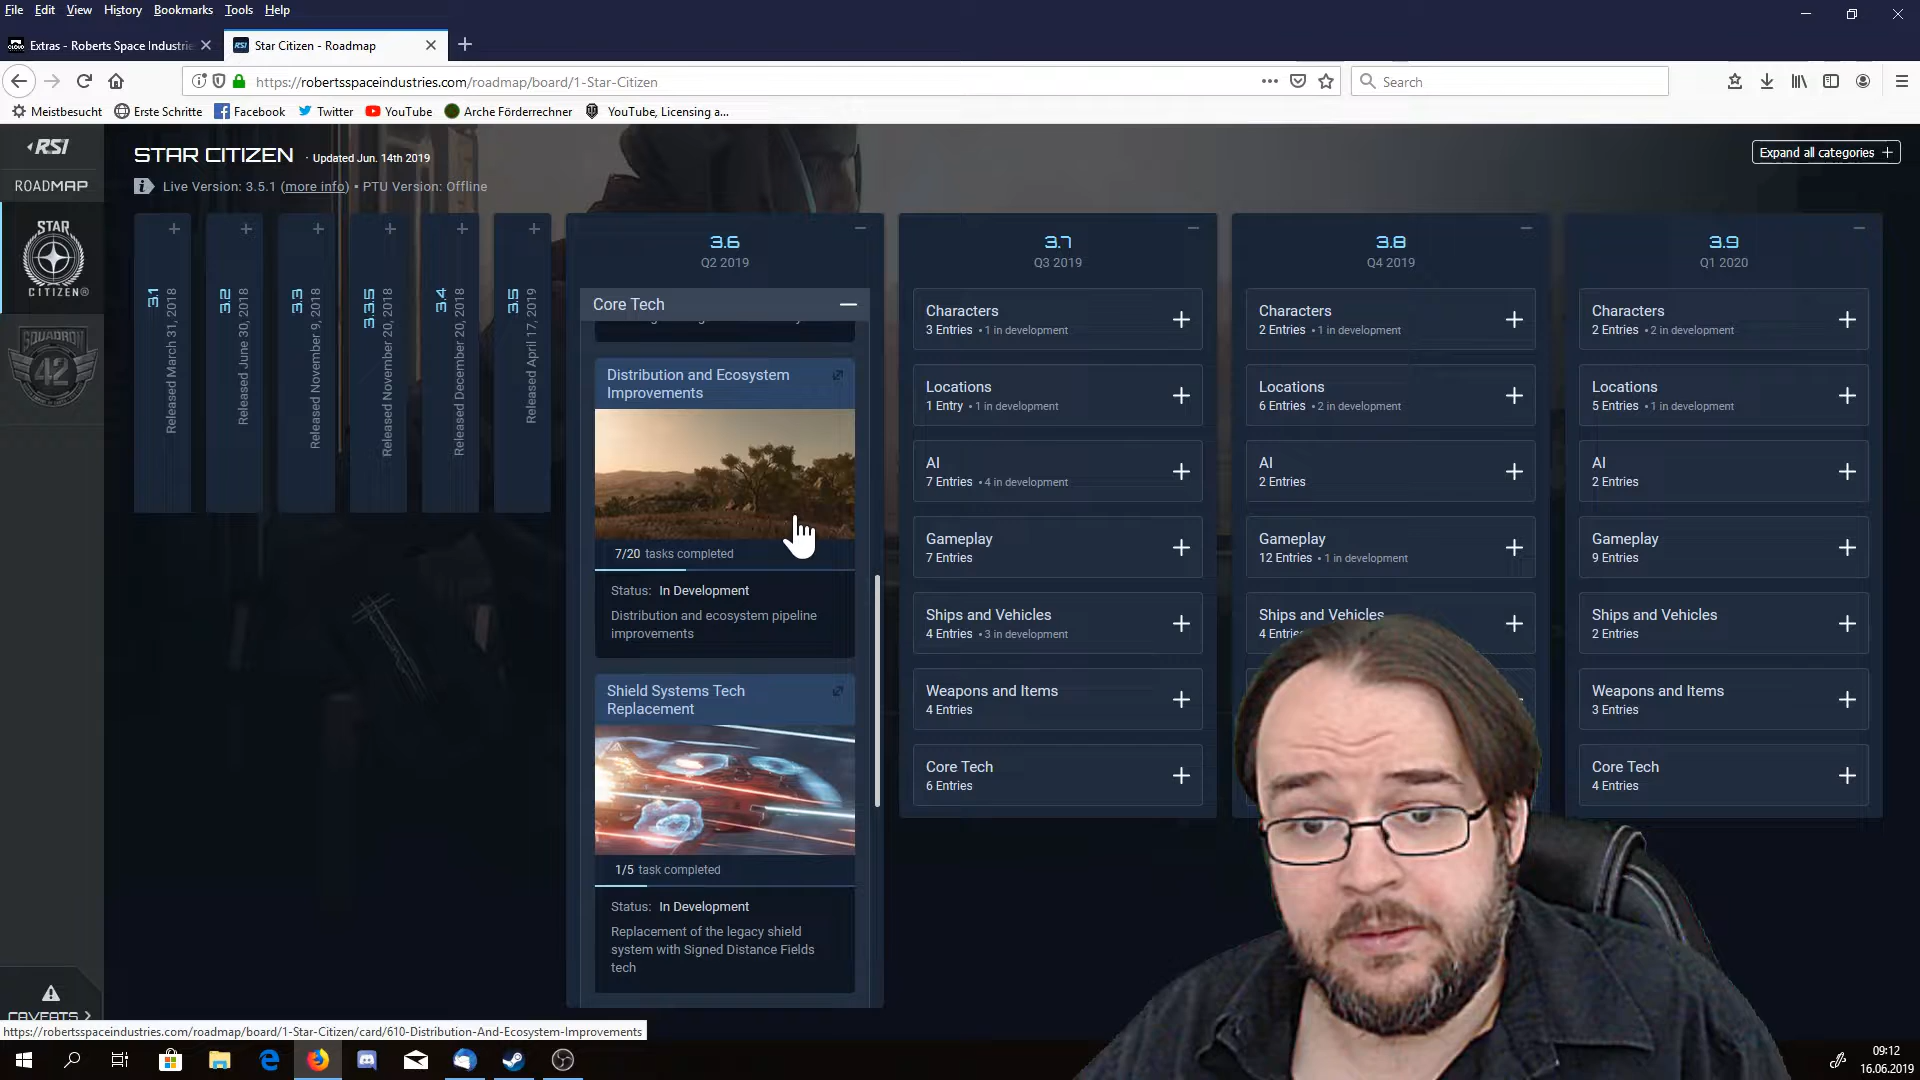 File Edit View History Bookmarks Tools Help
Extras - Roberts Space Industrie
RSI Star Citizen - Roadmap
https://robertsspaceindustries.com/roadmap/board/1-Star-Citizen
Search
Meistbesucht Erste Schritte Facebook Twitter YouTube Arche Förderrechner YouTube, Licensing a...
RSI
ROADMAP
STAR CITIZEN®
SQUADRON 42
CAVEATS
STAR CITIZEN · Updated Jun. 14th 2019
Live Version: 3.5.1 (more info) • PTU Version: Offline
Expand all categories +
3.1 Released March 31, 2018
3.2 Released June 30, 2018
3.3 Released November 9, 2018
3.3.5 Released November 20, 2018
3.4 Released December 20, 2018
3.5 Released April 17, 2019
3.6
Q2 2019
Core Tech
Distribution and Ecosystem
Improvements
7/20 tasks completed
Status: In Development
Distribution and ecosystem pipeline
improvements
Shield Systems Tech
Replacement
1/5 task completed
Status: In Development
Replacement of the legacy shield
system with Signed Distance Fields
tech
3.7
Q3 2019
Characters
3 Entries • 1 in development
Locations
1 Entry • 1 in development
AI
7 Entries • 4 in development
Gameplay
7 Entries
Ships and Vehicles
4 Entries • 3 in development
Weapons and Items
4 Entries
Core Tech
6 Entries
3.8
Q4 2019
Characters
2 Entries • 1 in development
Locations
6 Entries • 2 in development
AI
2 Entries
Gameplay
12 Entries • 1 in development
Ships and Vehicles
4
3.9
Q1 2020
Characters
2 Entries • 2 in development
Locations
5 Entries • 1 in development
AI
2 Entries
Gameplay
9 Entries
Ships and Vehicles
2 Entries
Weapons and Items
3 Entries
Core Tech
4 Entries
https://robertsspaceindustries.com/roadmap/board/1-Star-Citizen/card/610-Distribution-And-Ecosystem-Improvements
09:12
16.06.2019